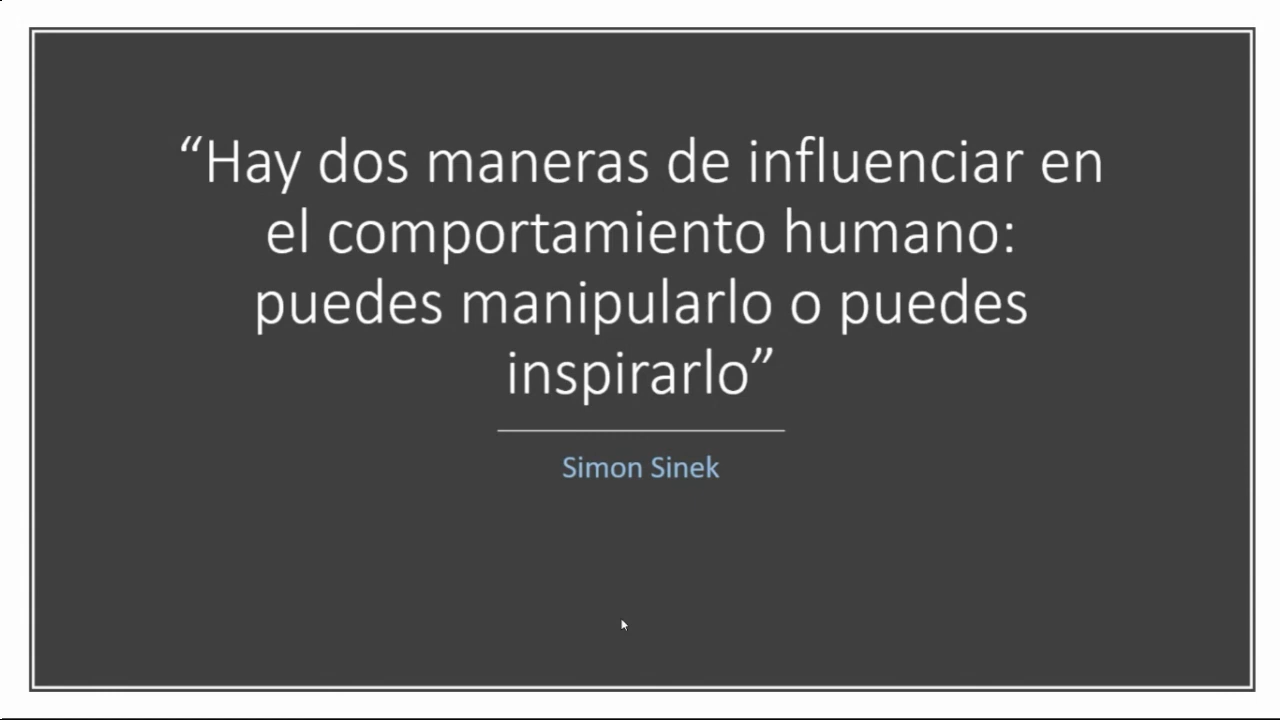 “Hay dos maneras de influenciar en
el comportamiento humano:
puedes manipularlo o puedes
inspirarlo”
Simon Sinek